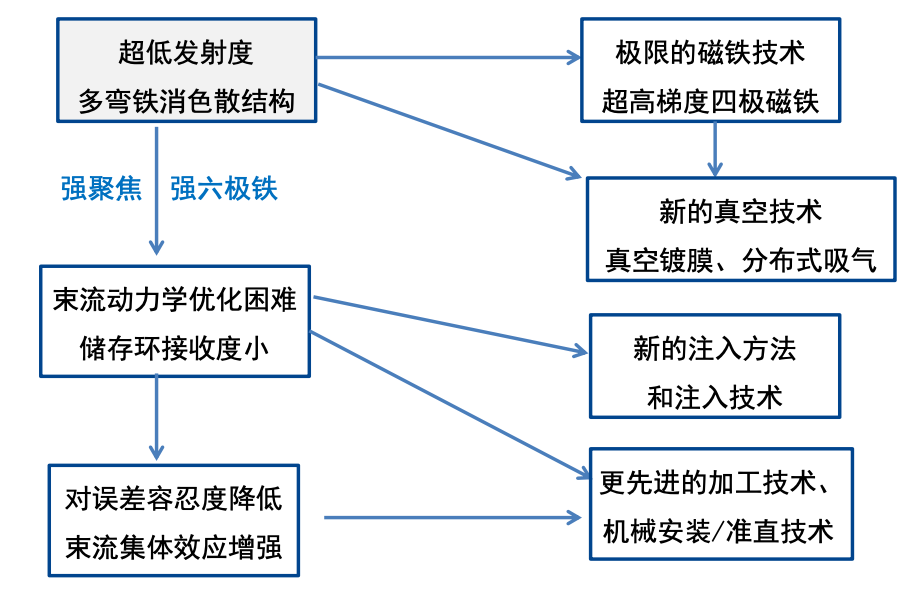 超低发射度
多弯铁消色散结构
极限的磁铁技术
超高梯度四极磁铁
强聚焦
强六极铁
新的真空技术
真空镀膜、分布式吸气
束流动力学优化困难
储存环接收度小
新的注入方法
和注入技术
对误差容忍度降低
束流集体效应增强
更先进的加工技术、
机械安装/准直技术